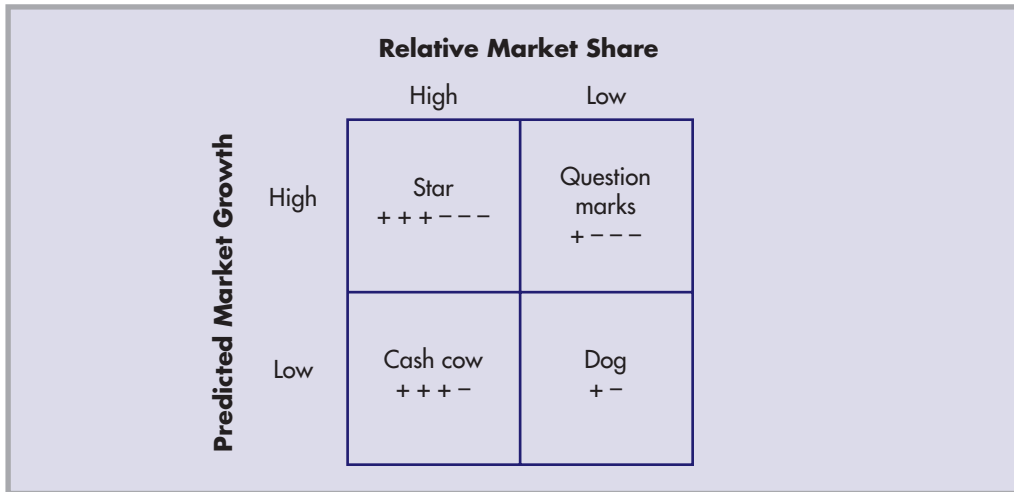 Relative Market Share
High Low
Predicted Market Growth
High
Star
+ + + – – –
Question
marks
+ – – –
Low
Cash cow
+ + + –
Dog
+ –